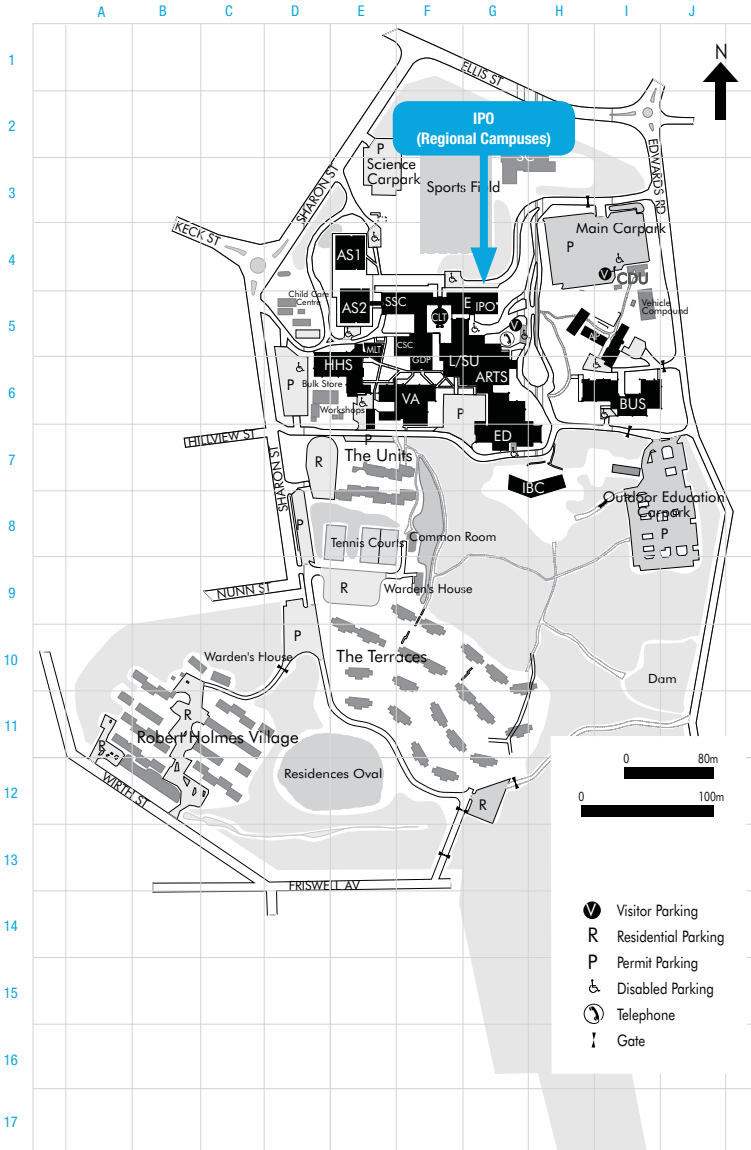 A B C D E F G H I J
1
2
3
4
5
6
7
8
9
10
11
12
13
14
15
16
17
N
ELLIS ST
IPO
(Regional Campuses)
SC
P
Science
Carpark
Sports Field
SHARON ST
EDWARDS RD
KECK ST
Main Carpark
P
AS1
V
CDU
Child Care
Centre
AS2
SSC
CLT
E
IPO
V
Vehicle
Compound
MLT
CSC
GDP
L/SU
HHS
ARTS
P
Bulk Store
Workshops
VA
P
BUS
HILLVIEW ST
P
ED
The Units
R
SHARON ST
IBC
Outdoor Education
Carpark
P
P
Tennis Courts
Common Room
R
Warden's House
NUNN ST
P
Warden's House
The Terraces
Dam
R
R
Robert Holmes Village
Residences Oval
R
WIRTH ST
FRISWELL AV
0 80m
0 100m
V Visitor Parking
R Residential Parking
P Permit Parking
Disabled Parking
Telephone
Gate